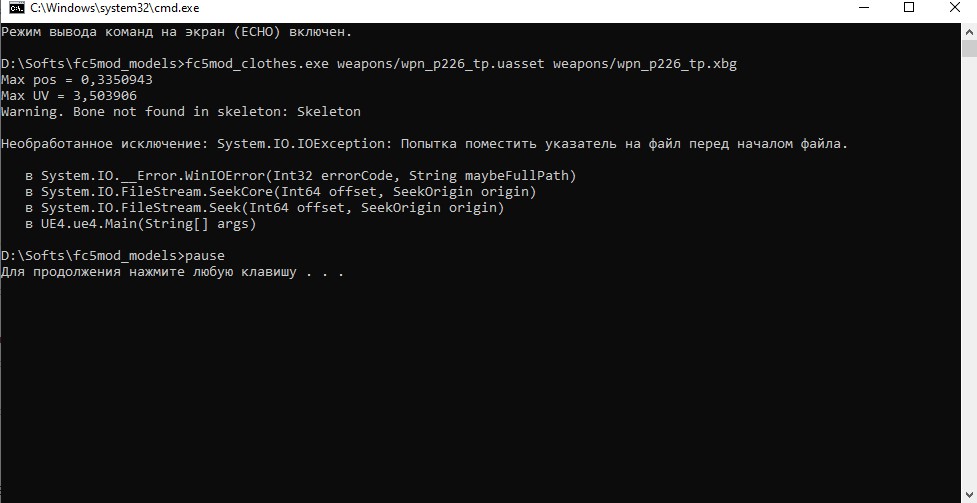 C:\Windows\system32\cmd.exe
Режим вывода команд на экран (ECHO) включен.
D:\Softs\fc5mod_models>fc5mod_clothes.exe weapons/wpn_p226_tp.uasset weapons/wpn_p226_tp.xbg
Max pos = 0,3350943
Max UV = 3,503906
Warning. Bone not found in skeleton: Skeleton
Необработанное исключение: System.IO.IOException: Попытка поместить указатель на файл перед началом файла.
в System.IO.__Error.WinIOError(Int32 errorCode, String maybeFullPath)
в System.IO.FileStream.SeekCore(Int64 offset, SeekOrigin origin)
в System.IO.FileStream.Seek(Int64 offset, SeekOrigin origin)
в UE4.ue4.Main(String[] args)
D:\Softs\fc5mod_models>pause
Для продолжения нажмите любую клавишу . . .